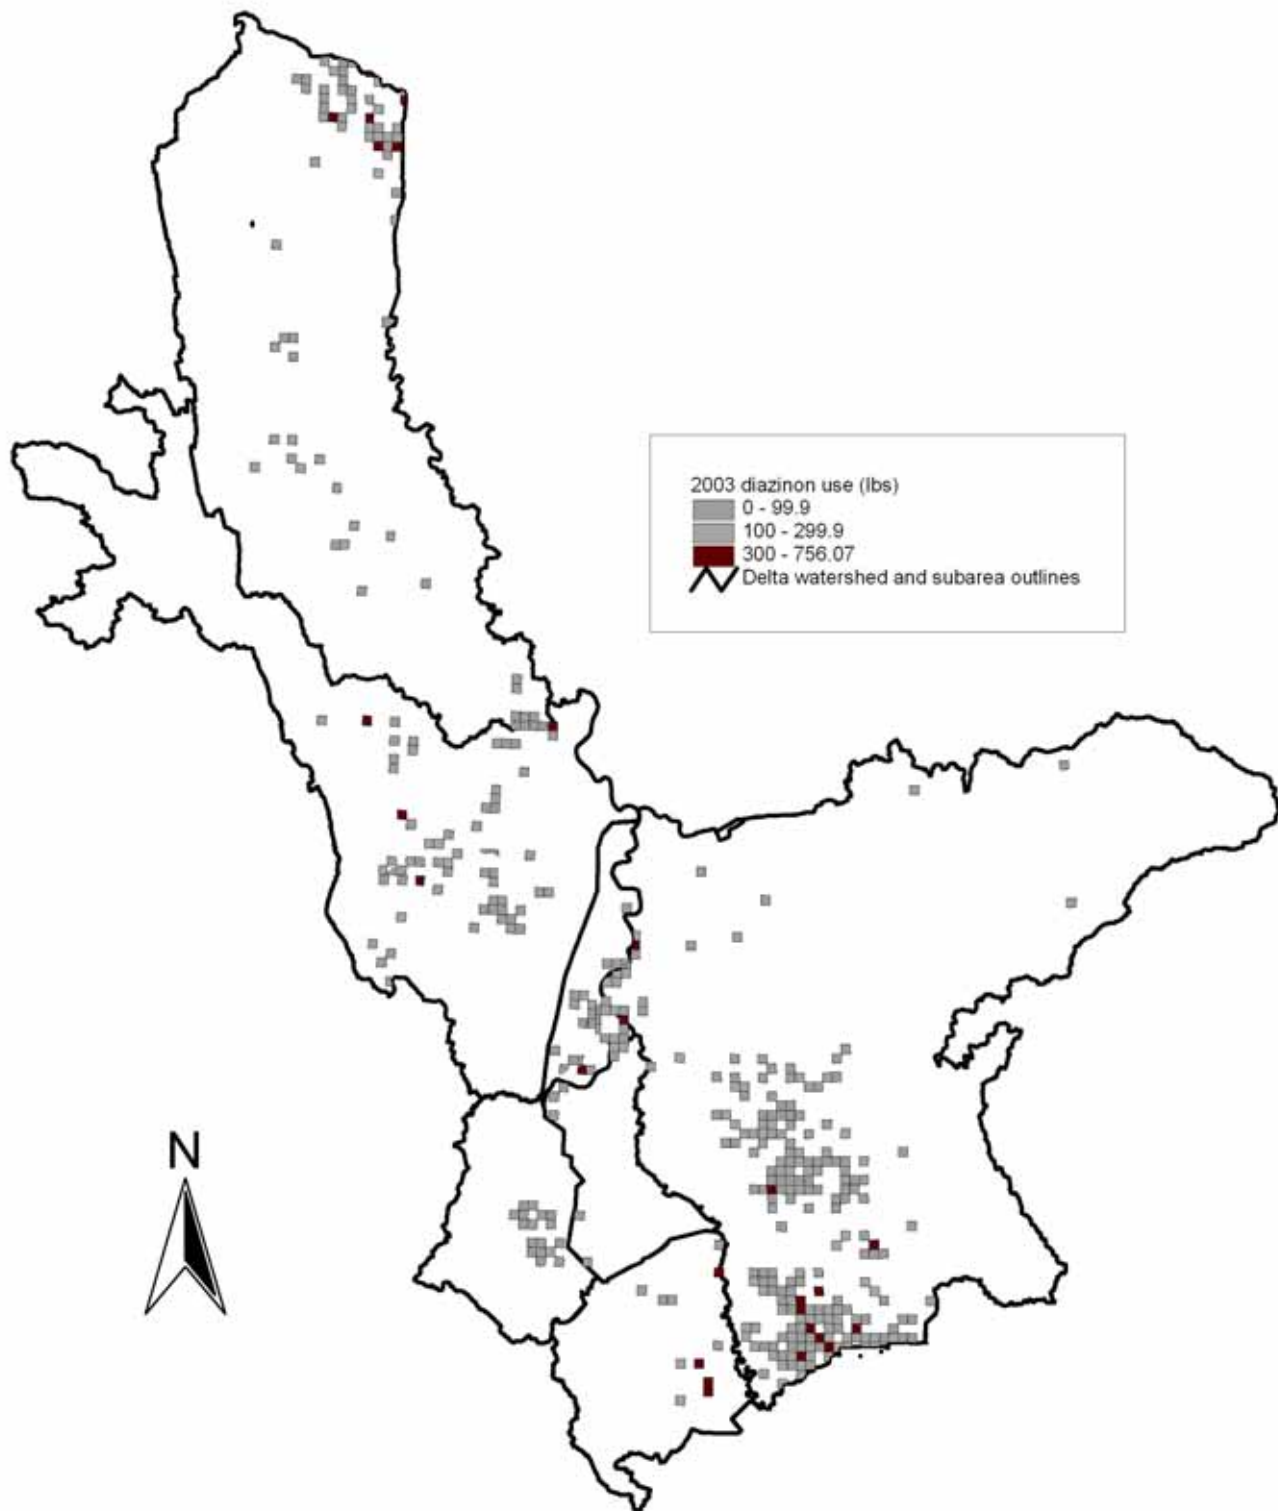 2003 diazinon use (lbs)
0 - 99.9
100 - 299.9
300 - 756.07
Delta watershed and subarea outlines
N